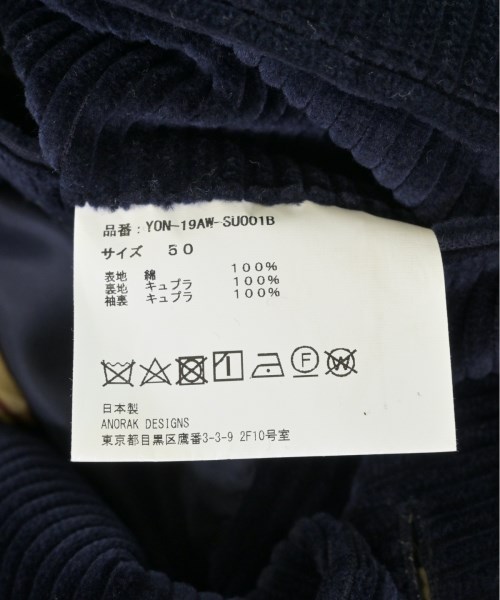 品番：YON-19AW-SU001B
サイズ 50
表地 綿 100%
裏地 キュプラ 100%
袖裏 キュプラ 100%
日本製
ANORAK DESIGNS
東京都目黒区鷹番3-3-9 2F10号室